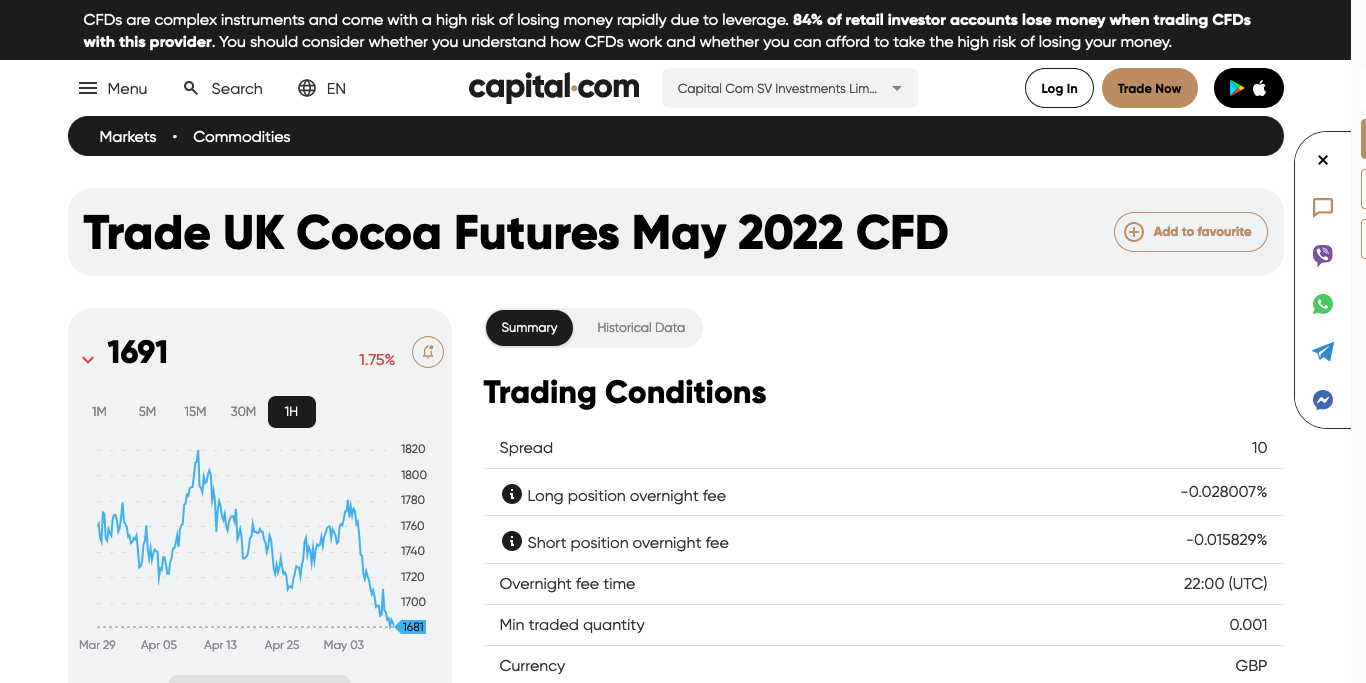 CFDs are complex instruments and come with a high risk of losing money rapidly due to leverage. 84% of retail investor accounts lose money when trading CFDs
with this provider. You should consider whether you understand how CFDs work and whether you can afford to take the high risk of losing your money.
Menu
Search
EN
capital.com
Capital Com SV Investments Lim...
Log In
Trade Now
Markets • Commodities
Trade UK Cocoa Futures May 2022 CFD
Add to favourite
1691
1.75%
1M 5M 15M 30M 1H
1820
1800
1780
1760
1740
1720
1700
1681
Mar 29 Apr 05 Apr 13 Apr 25 May 03
Summary Historical Data
Trading Conditions
Spread 10
Long position overnight fee -0.028007%
Short position overnight fee -0.015829%
Overnight fee time 22:00 (UTC)
Min traded quantity 0.001
Currency GBP